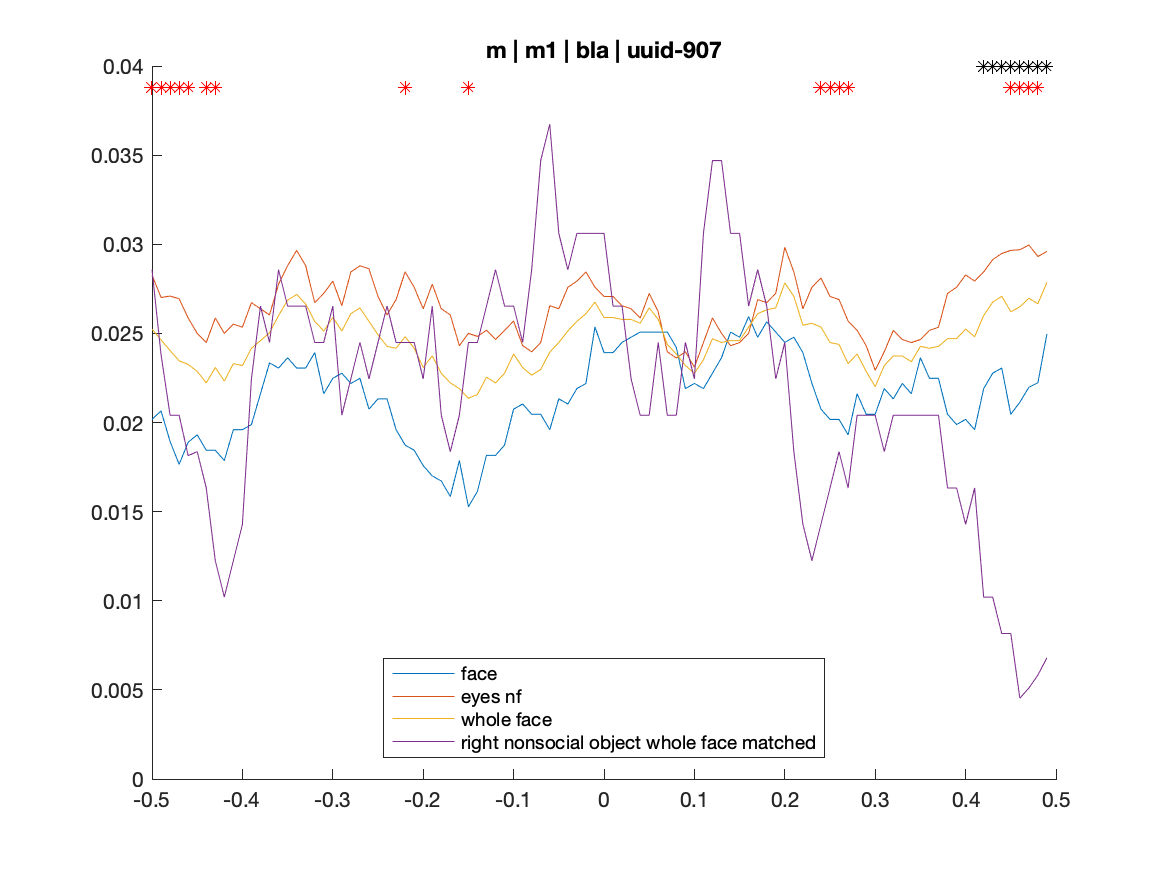 m | m1 | bla | uuid-907
0.04
0.035
0.03
0.025
0.02
0.015
0.01
0.005
0
face
eyes nf
whole face
right nonsocial object whole face matched
-0.5 -0.4 -0.3 -0.2 -0.1 0 0.1 0.2 0.3 0.4 0.5